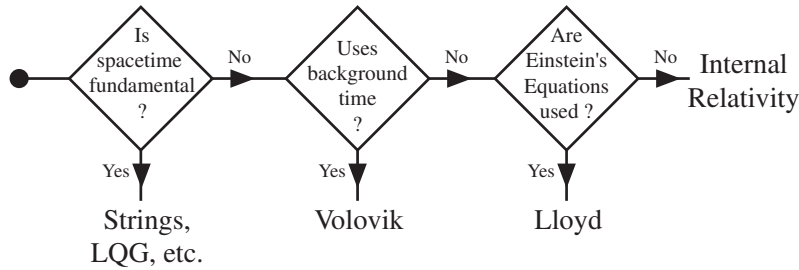 Is
spacetime
fundamental
?
No
Uses
background
time
?
No
Are
Einstein's
Equations
used ?
No
Internal
Relativity
Yes
Strings,
LQG, etc.
Yes
Volovik
Yes
Lloyd